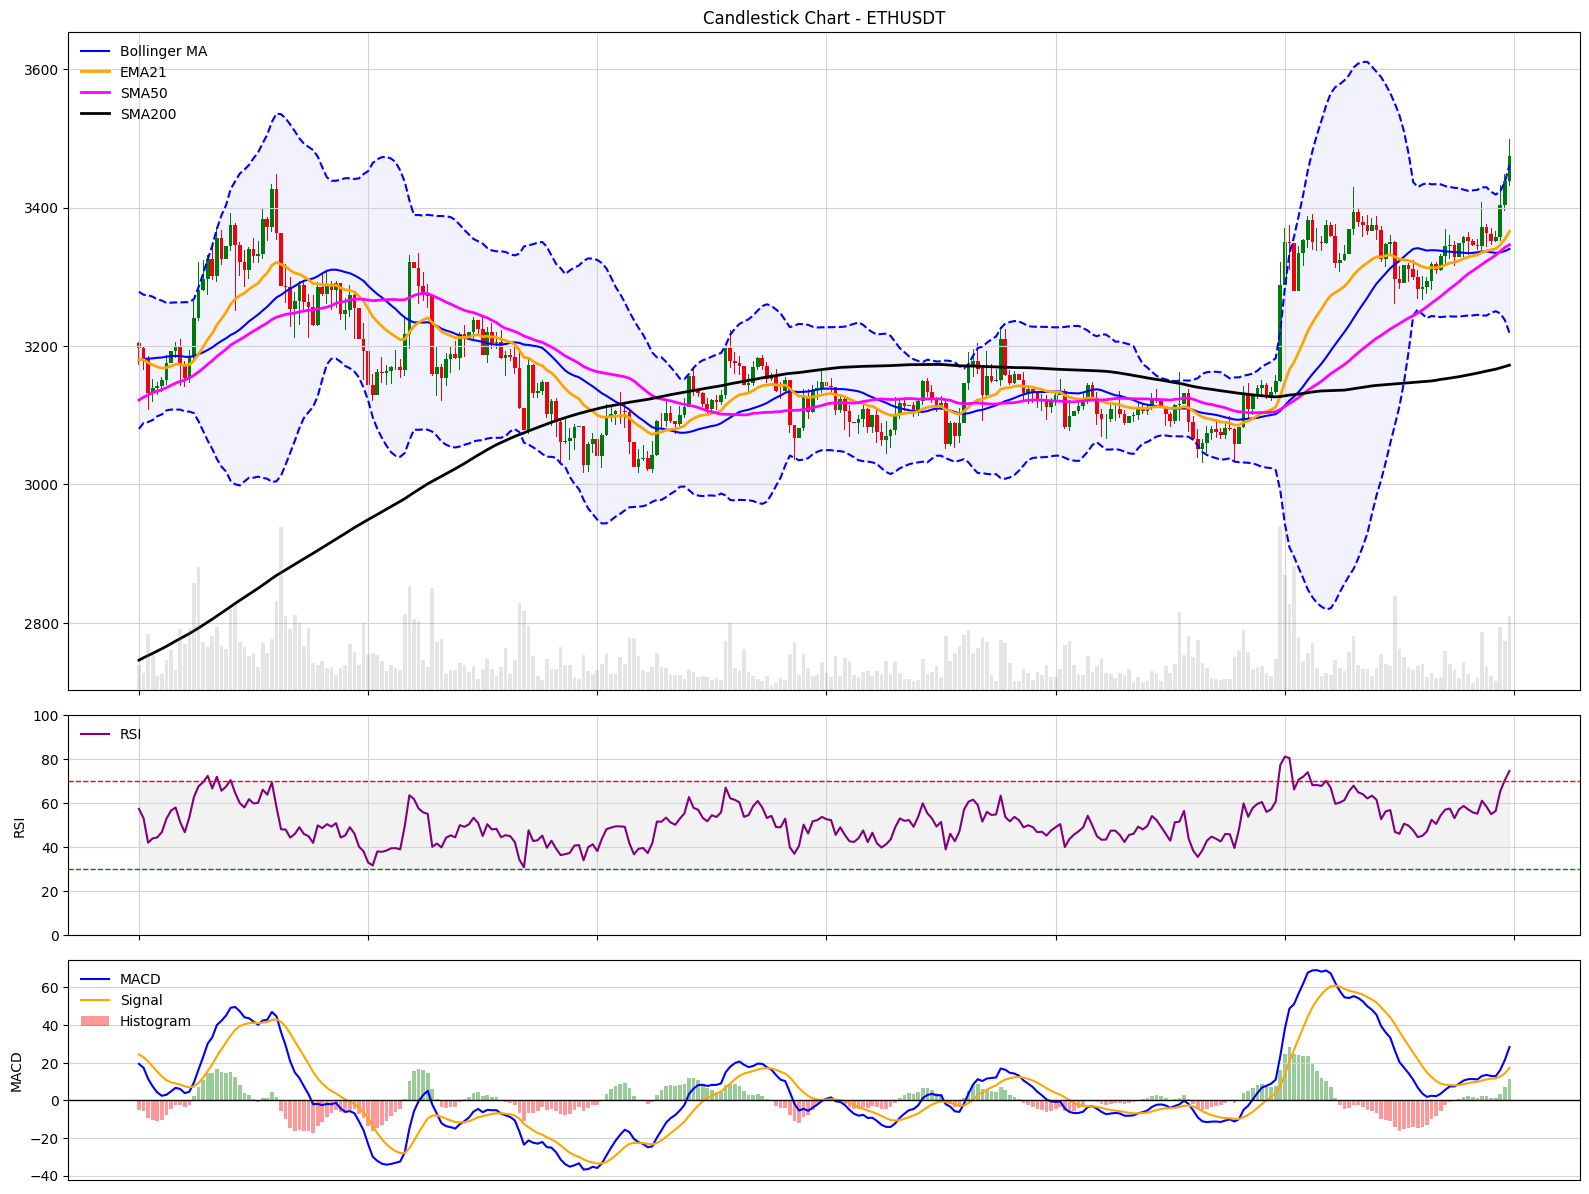 Candlestick Chart - ETHUSDT
Bollinger MA
EMA21
SMA50
SMA200
3600
3400
3200
3000
2800
RSI
100
80
60
40
20
0
RSI
MACD
Signal
Histogram
60
40
20
0
−20
−40
MACD